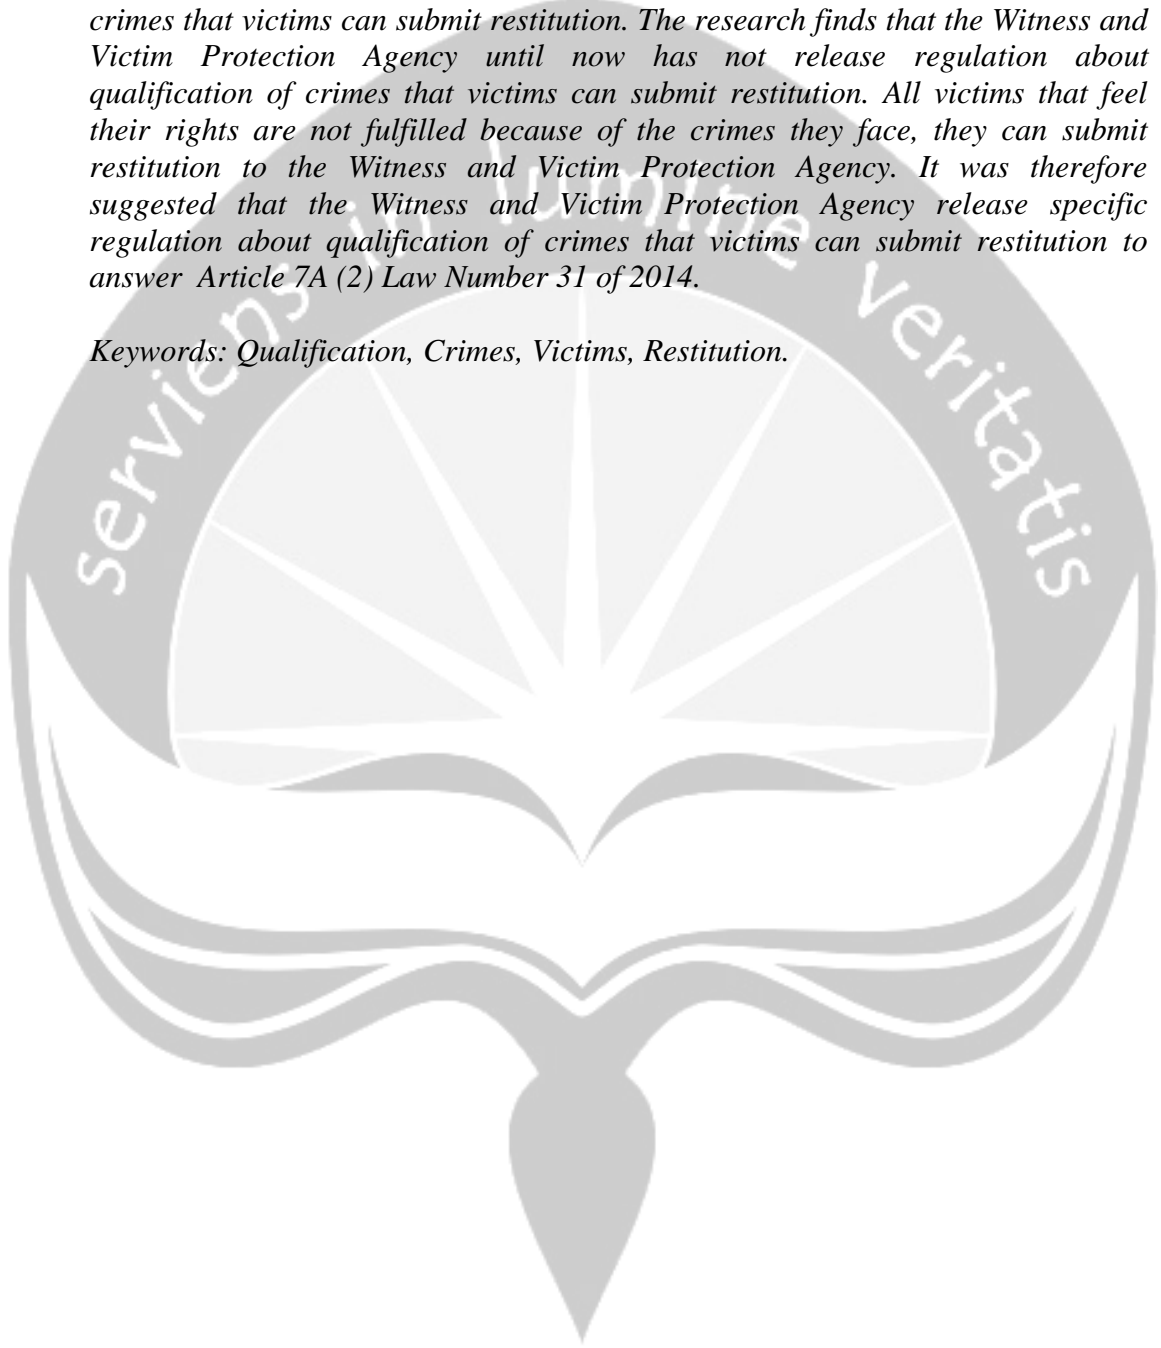 crimes that victims can submit restitution. The research finds that the Witness and
Victim Protection Agency until now has not release regulation about
qualification of crimes that victims can submit restitution. All victims that feel
their rights are not fulfilled because of the crimes they face, they can submit
restitution to the Witness and Victim Protection Agency. It was therefore
suggested that the Witness and Victim Protection Agency release specific
regulation about qualification of crimes that victims can submit restitution to
answer Article 7A (2) Law Number 31 of 2014.
Keywords: Qualification, Crimes, Victims, Restitution.
serviens in lumine veritatis